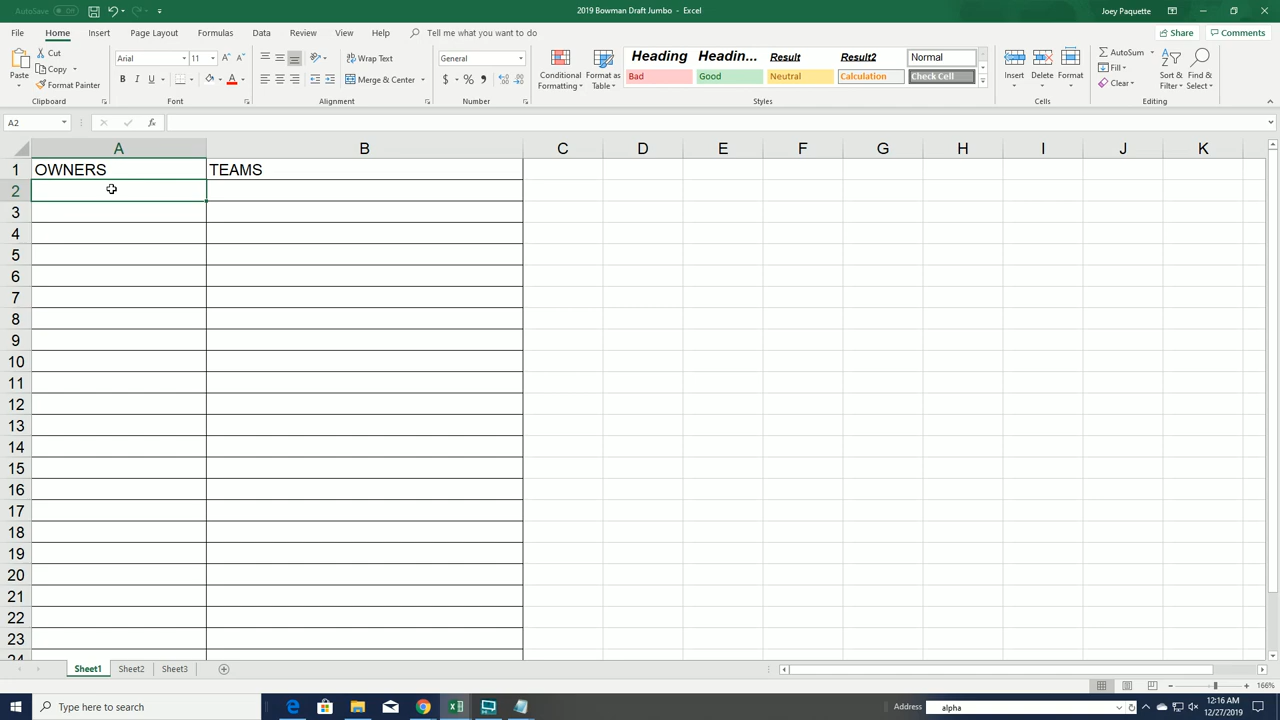 AutoSave Off 2019 Bowman Draft Jumbo - Excel Joey Paquette
File Home Insert Page Layout Formulas Data Review View Help Tell me what you want to do Share Comments
Paste Cut Copy Format Painter
Arial 11 B I U A A A
Wrap Text Merge & Center
General $ % ,
Conditional Formatting Format as Table
Heading Headin... Result Result2 Normal
Bad Good Neutral Calculation Check Cell
Insert Delete Format
AutoSum Fill Clear Sort & Filter Find & Select
Clipboard Font Alignment Number Styles Cells Editing
A2 fx
A B C D E F G H I J K
1 OWNERS TEAMS
2
3
4
5
6
7
8
9
10
11
12
13
14
15
16
17
18
19
20
21
22
23
24
Sheet1 Sheet2 Sheet3
166%
Type here to search Address alpha 12:16 AM
12/27/2019